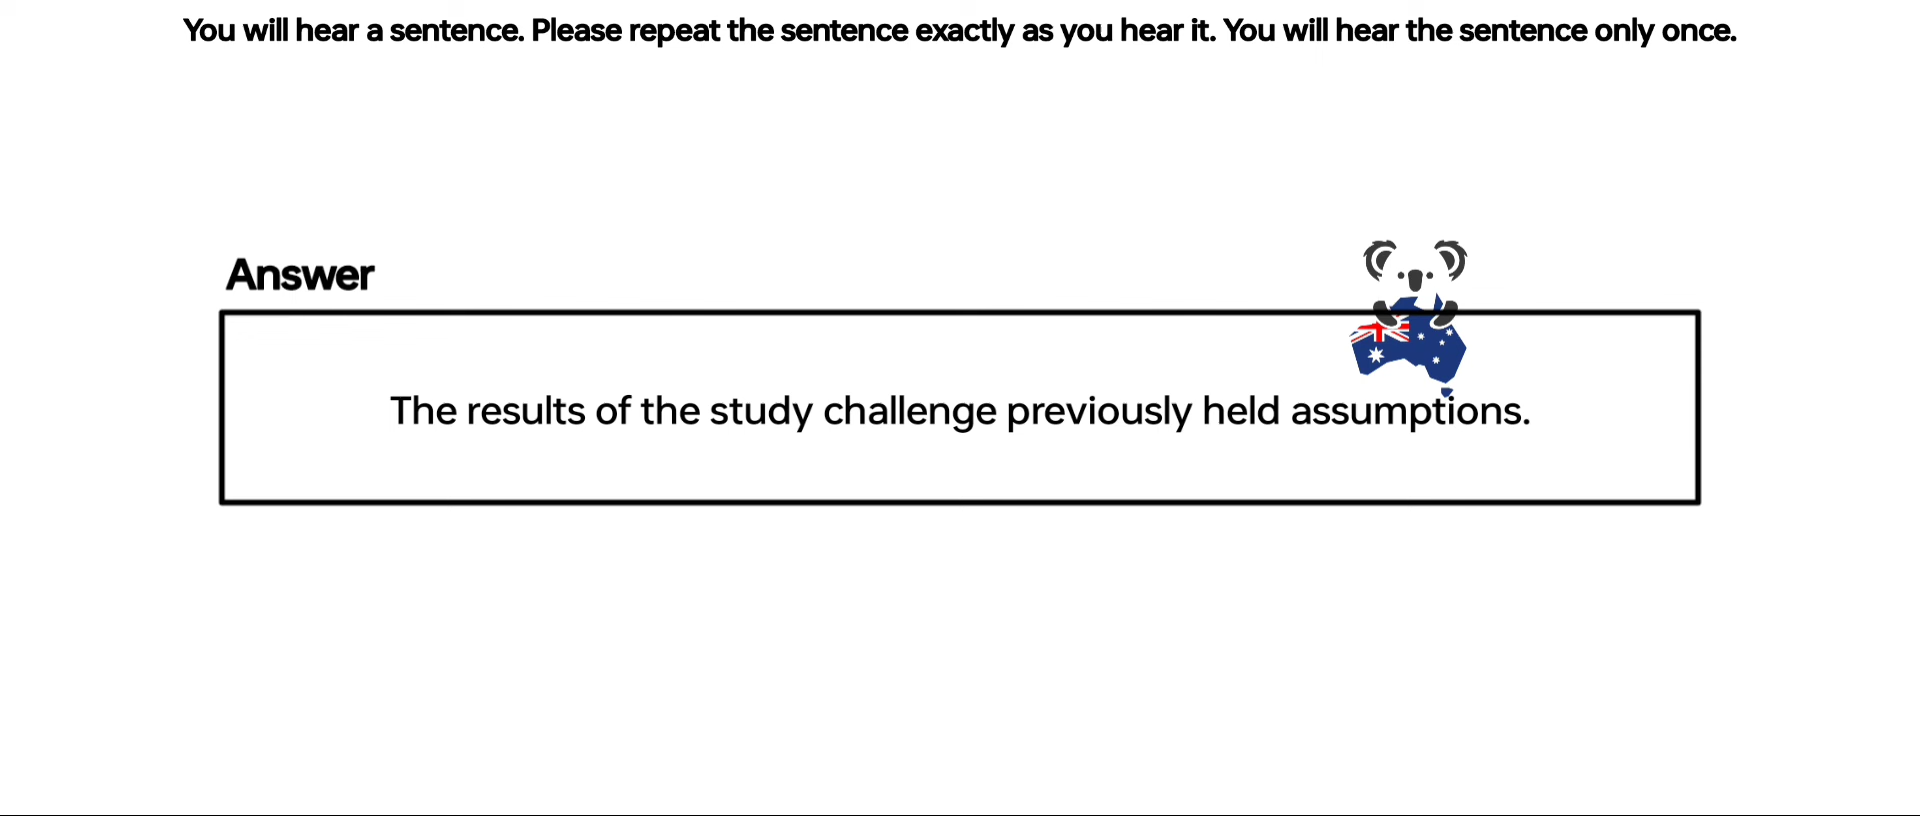 You will hear a sentence. Please repeat the sentence exactly as you hear it. You will hear the sentence only once.
Answer
The results of the study challenge previously held assumptions.